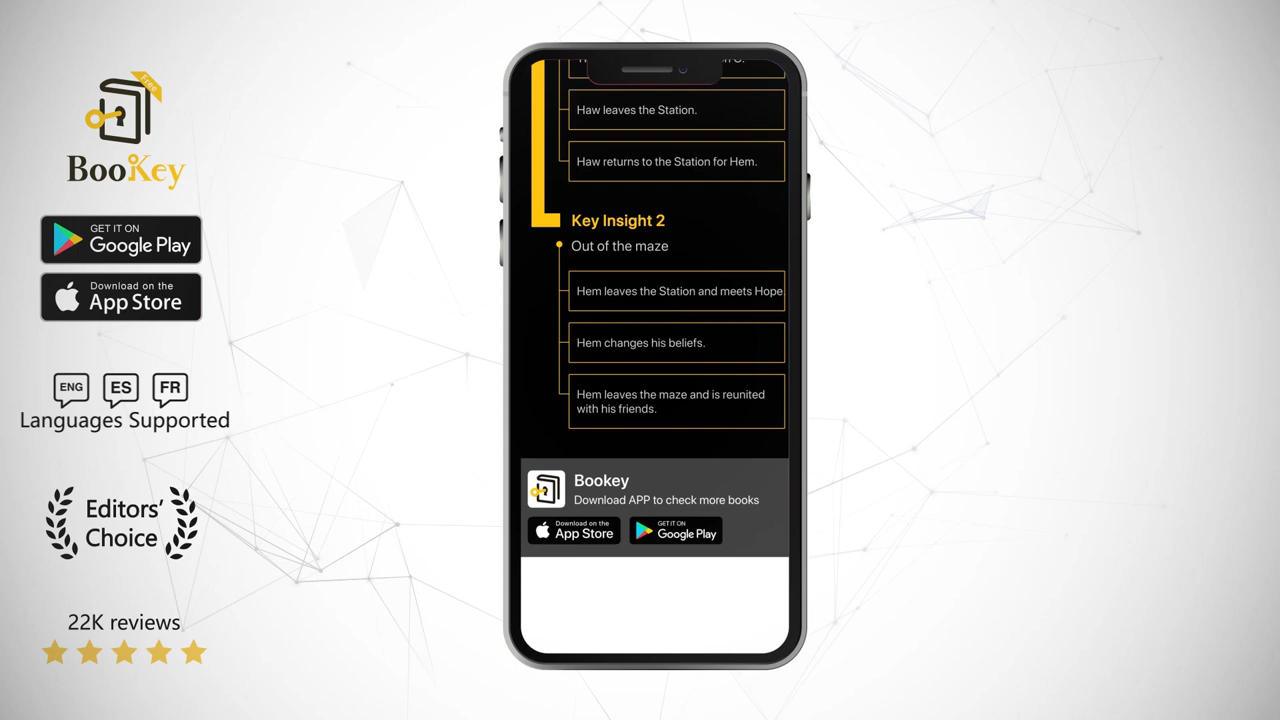 Free
BooKey
GET IT ON
Google Play
Download on the
App Store
ENG ES FR
Languages Supported
Editors'
Choice
22K reviews
Haw leaves the Station.
Haw returns to the Station for Hem.
Key Insight 2
Out of the maze
Hem leaves the Station and meets Hope
Hem changes his beliefs.
Hem leaves the maze and is reunited
with his friends.
Bookey
Download APP to check more books
Download on the
App Store
GET IT ON
Google Play